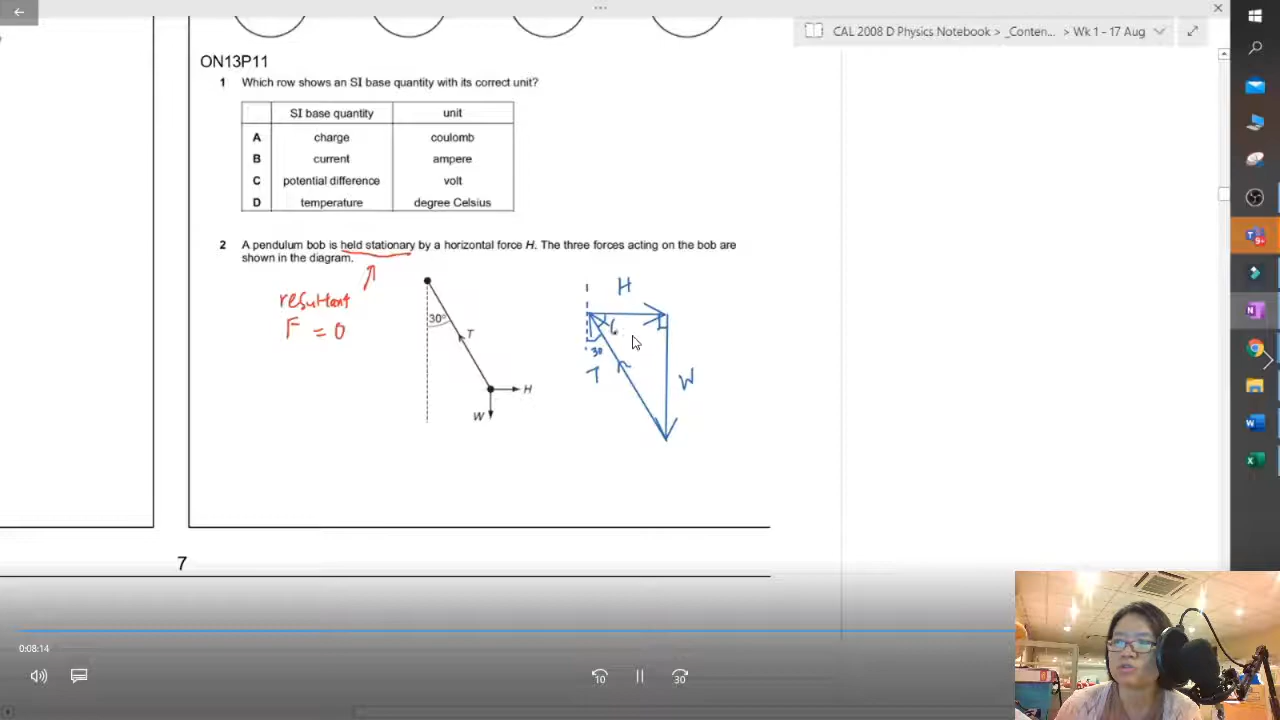 CAL 2008 D Physics Notebook > _Conten... > Wk 1 - 17 Aug
ON13P11
1 Which row shows an SI base quantity with its correct unit?
SI base quantity unit
A charge coulomb
B current ampere
C potential difference volt
D temperature degree Celsius
2 A pendulum bob is held stationary by a horizontal force H. The three forces acting on the bob are
shown in the diagram.
resultant
F = 0
30°
T
H
W
H
30
T
W
7
0:08:14
10
30
9+